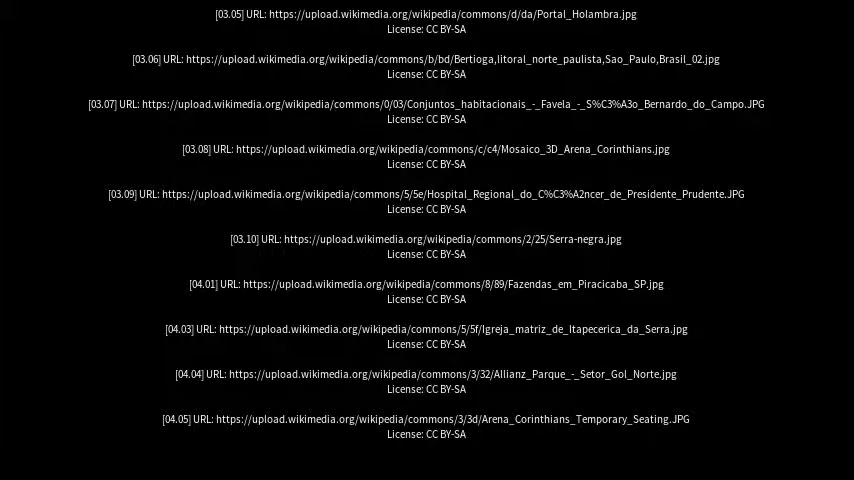 [03.05] URL: https://upload.wikimedia.org/wikipedia/commons/d/da/Portal_Holambra.jpg
License: CC BY-SA
[03.06] URL: https://upload.wikimedia.org/wikipedia/commons/b/bd/Bertioga,litoral_norte_paulista,Sao_Paulo,Brasil_02.jpg
License: CC BY-SA
[03.07] URL: https://upload.wikimedia.org/wikipedia/commons/0/03/Conjuntos_habitacionais_-_Favela_-_S%C3%A3o_Bernardo_do_Campo.JPG
License: CC BY-SA
[03.08] URL: https://upload.wikimedia.org/wikipedia/commons/c/c4/Mosaico_3D_Arena_Corinthians.jpg
License: CC BY-SA
[03.09] URL: https://upload.wikimedia.org/wikipedia/commons/5/5e/Hospital_Regional_do_C%C3%A2ncer_de_Presidente_Prudente.JPG
License: CC BY-SA
[03.10] URL: https://upload.wikimedia.org/wikipedia/commons/2/25/Serra-negra.jpg
License: CC BY-SA
[04.01] URL: https://upload.wikimedia.org/wikipedia/commons/8/89/Fazendas_em_Piracicaba_SP.jpg
License: CC BY-SA
[04.03] URL: https://upload.wikimedia.org/wikipedia/commons/5/5f/Igreja_matriz_de_Itapecerica_da_Serra.jpg
License: CC BY-SA
[04.04] URL: https://upload.wikimedia.org/wikipedia/commons/3/32/Allianz_Parque_-_Setor_Gol_Norte.jpg
License: CC BY-SA
[04.05] URL: https://upload.wikimedia.org/wikipedia/commons/3/3d/Arena_Corinthians_Temporary_Seating.JPG
License: CC BY-SA